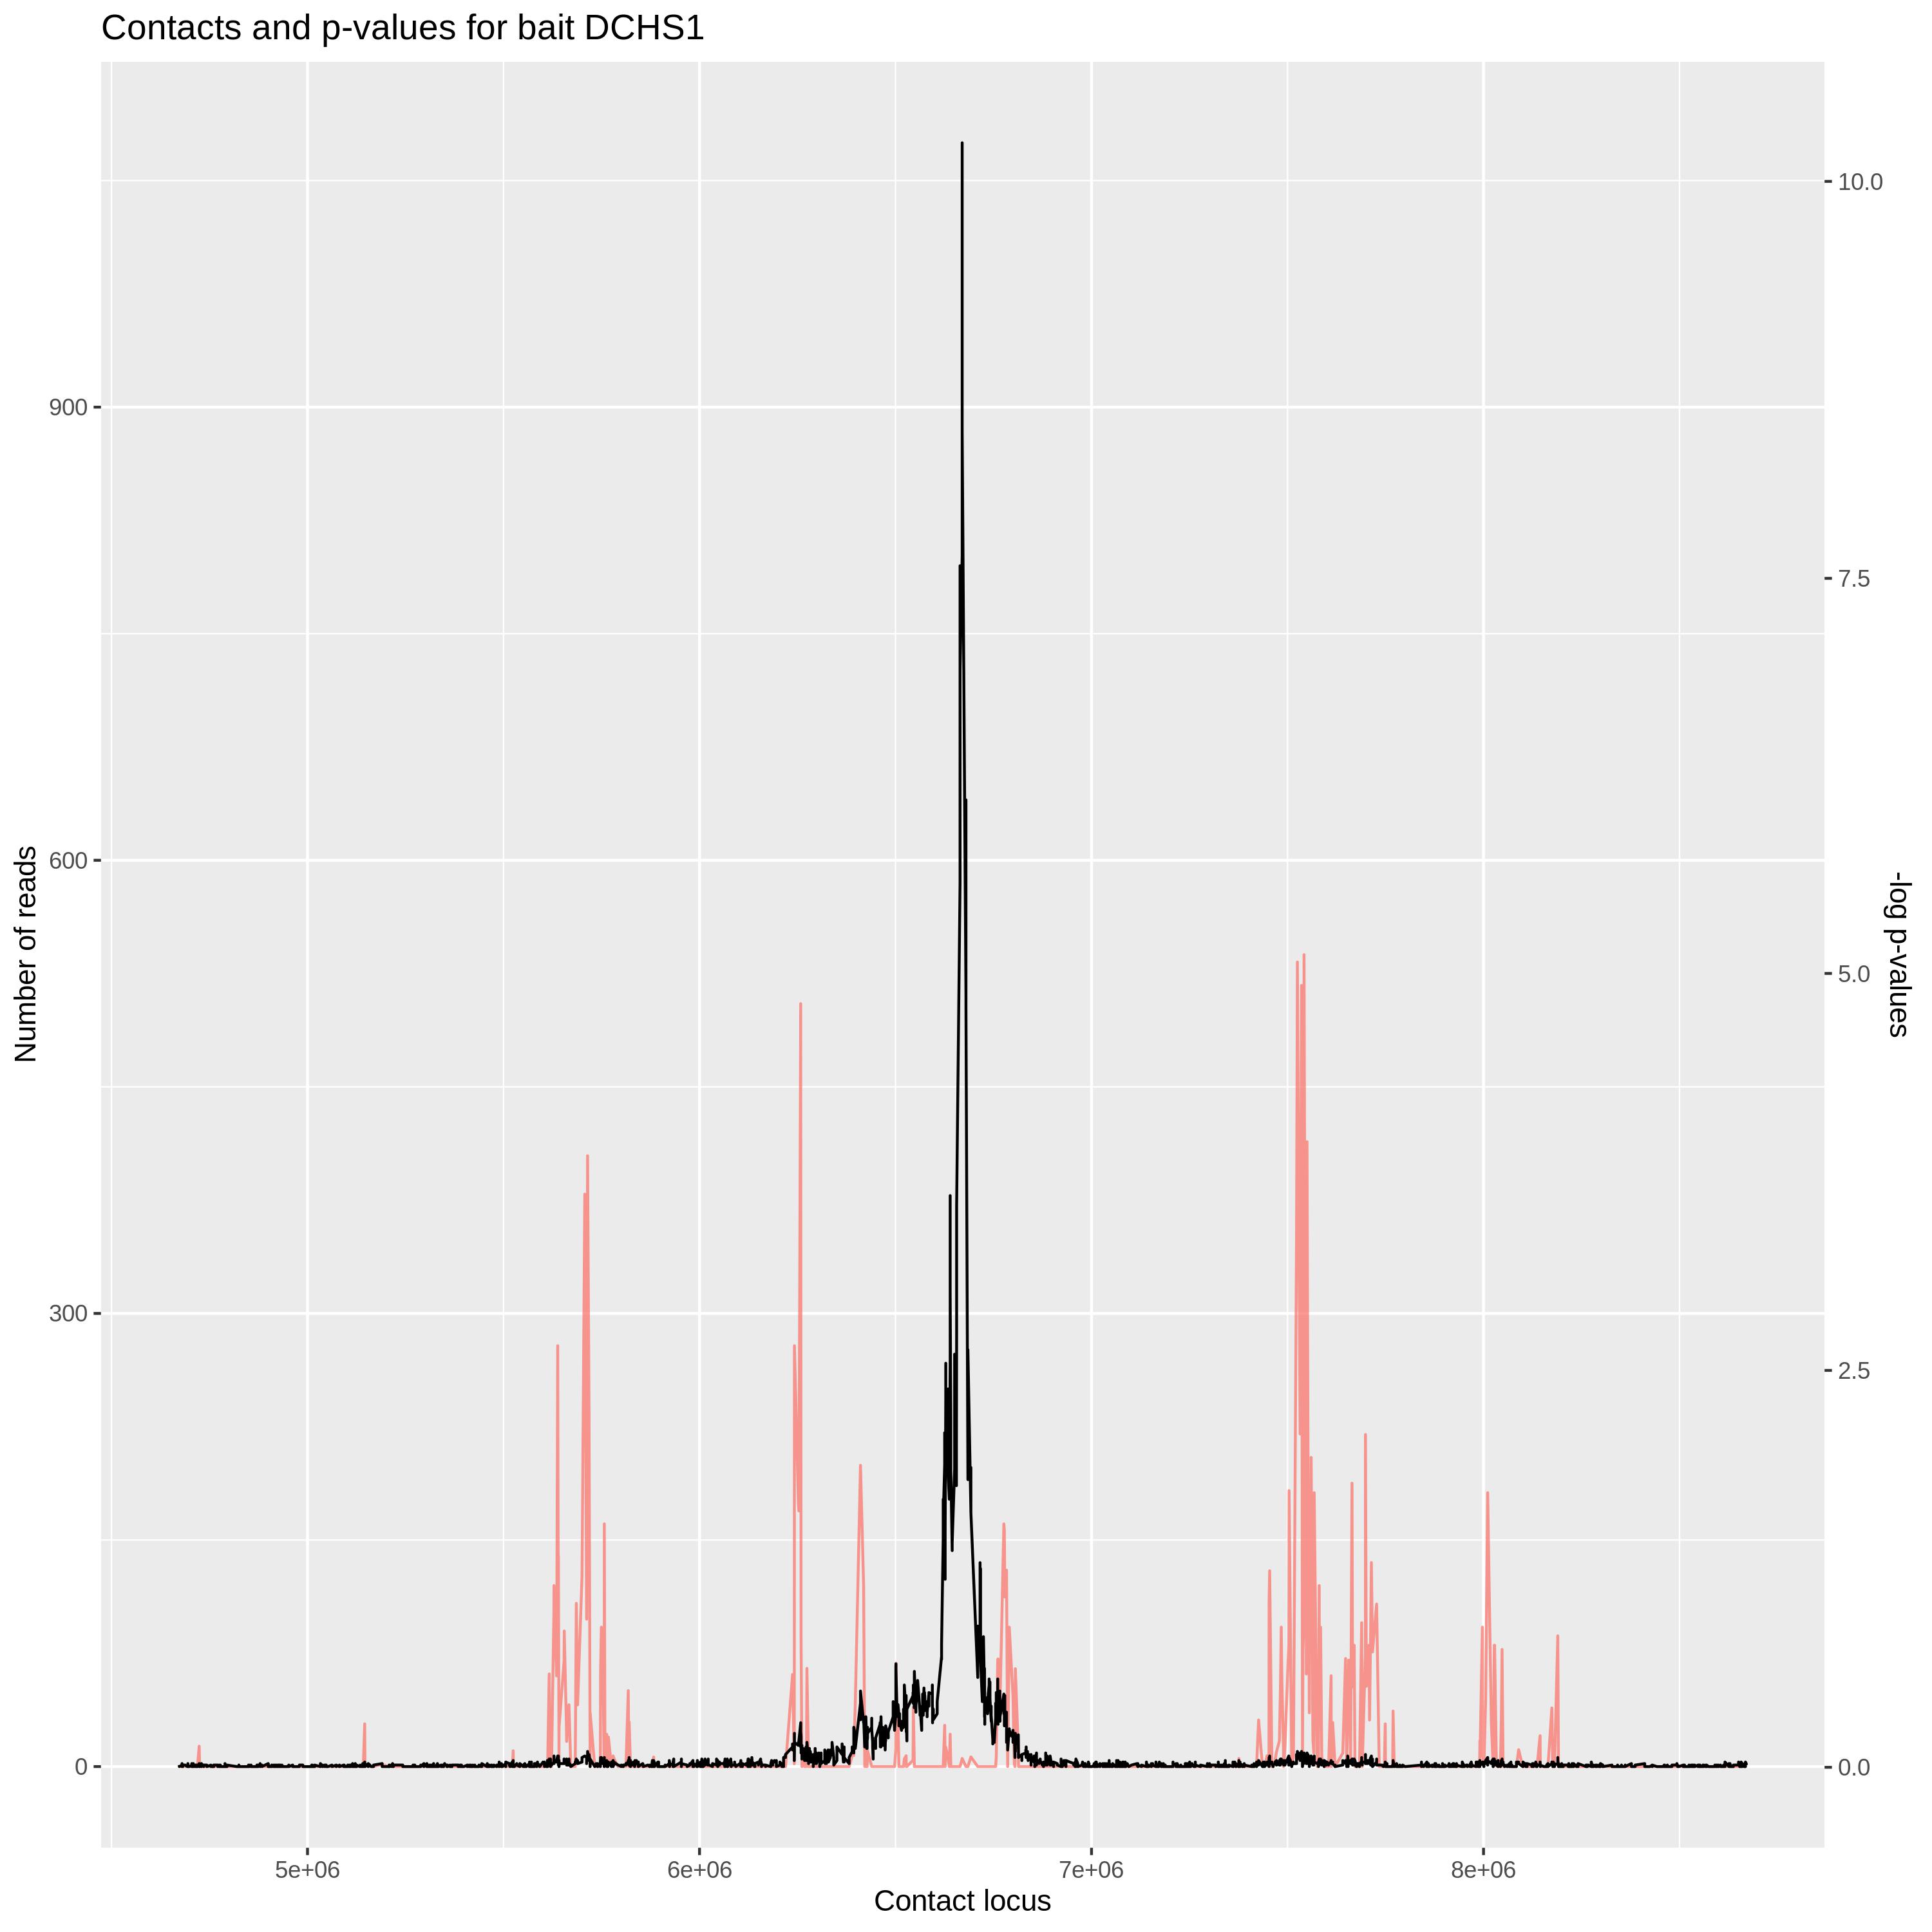 Contacts and p-values for bait DCHS1
900
600
300
0
Number of reads
10.0
7.5
5.0
2.5
0.0
-log p-values
5e+06
6e+06
7e+06
8e+06
Contact locus